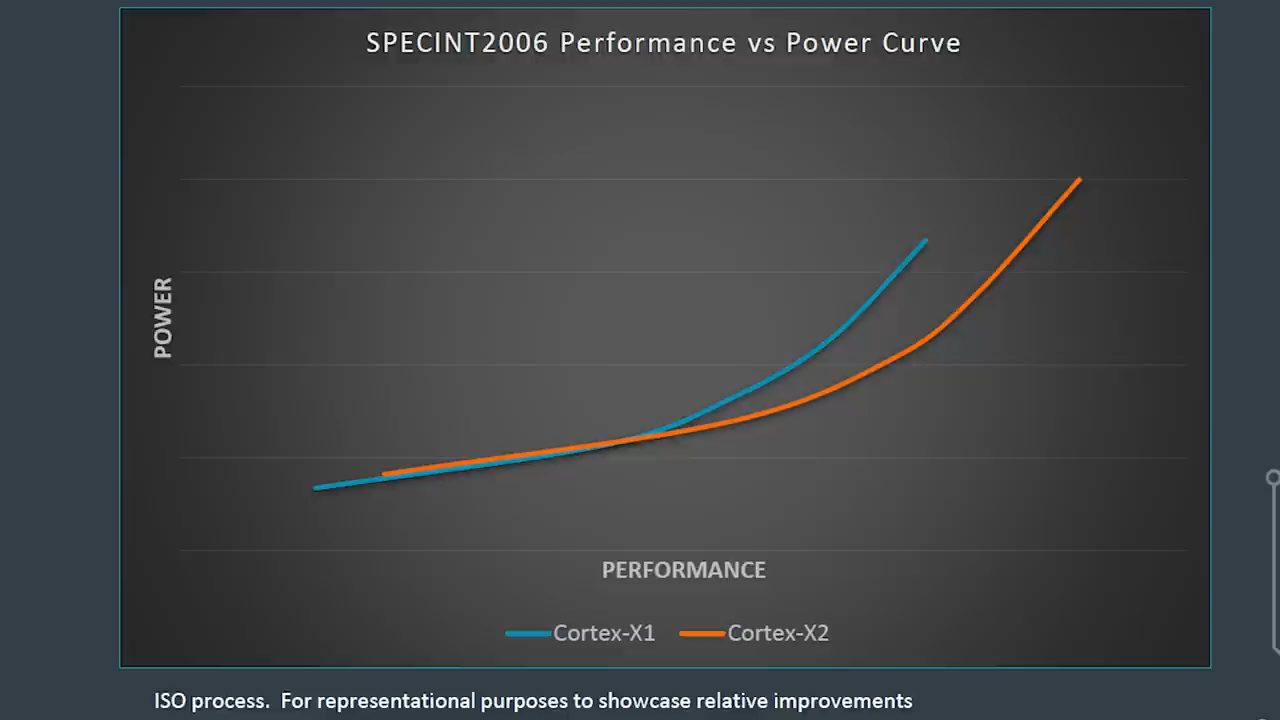 SPECINT2006 Performance vs Power Curve
POWER
PERFORMANCE
Cortex-X1 Cortex-X2
ISO process. For representational purposes to showcase relative improvements